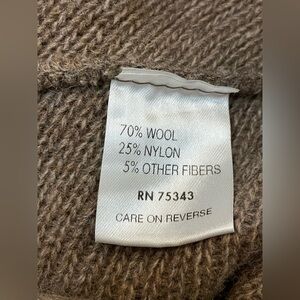 70% WOOL
25% NYLON
5% OTHER FIBERS
RN 75343
CARE ON REVERSE